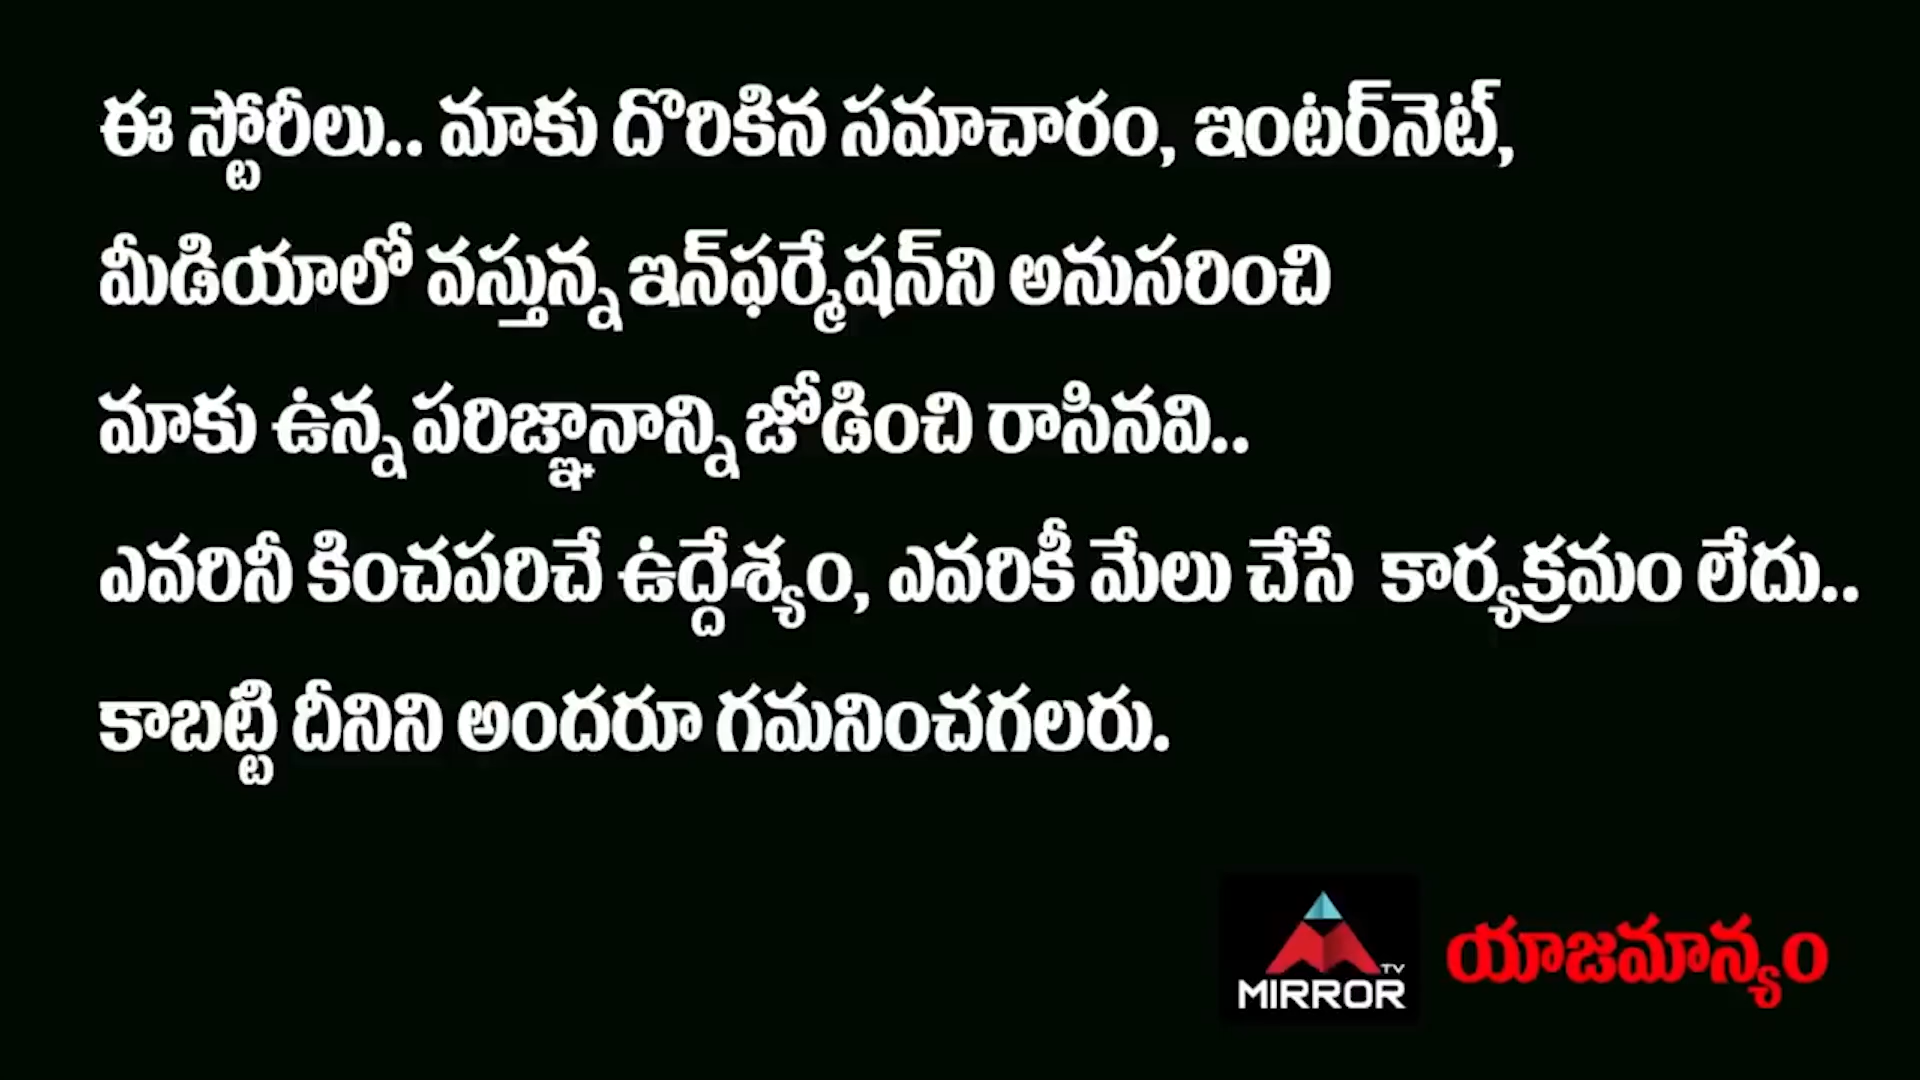 ఈ స్టోరీలు.. మాకు దొరికిన సమాచారం, ఇంటర్‌నెట్,
మీడియాలో వస్తున్న ఇన్‌ఫర్మేషన్‌ని అనుసరించి
మాకు ఉన్న పరిజ్ఞానాన్ని జోడించి రాసినవి..
ఎవరినీ కించపరిచే ఉద్దేశ్యం, ఎవరికీ మేలు చేసే కార్యక్రమం లేదు..
కాబట్టి దీనిని అందరూ గమనించగలరు.
TV
MIRROR
యాజమాన్యం